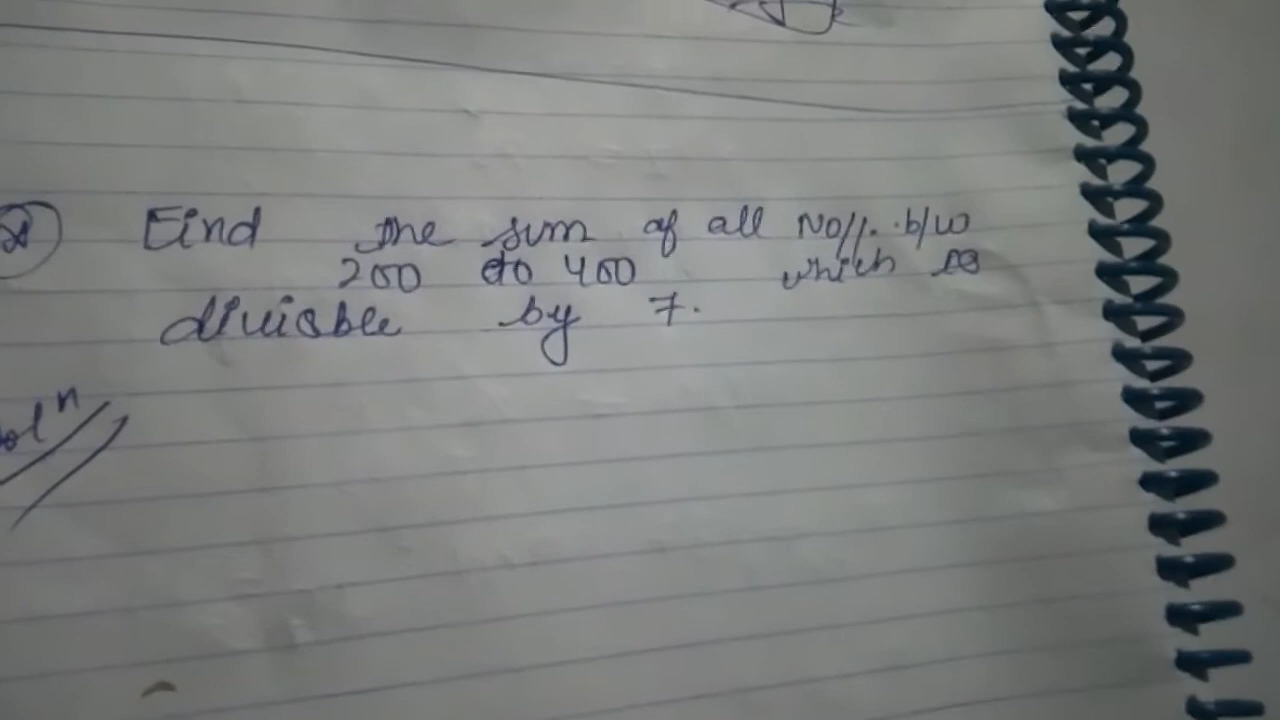 Find the sum of all No//. b/w
200 to 400 which is
divisble by 7.
Solⁿ